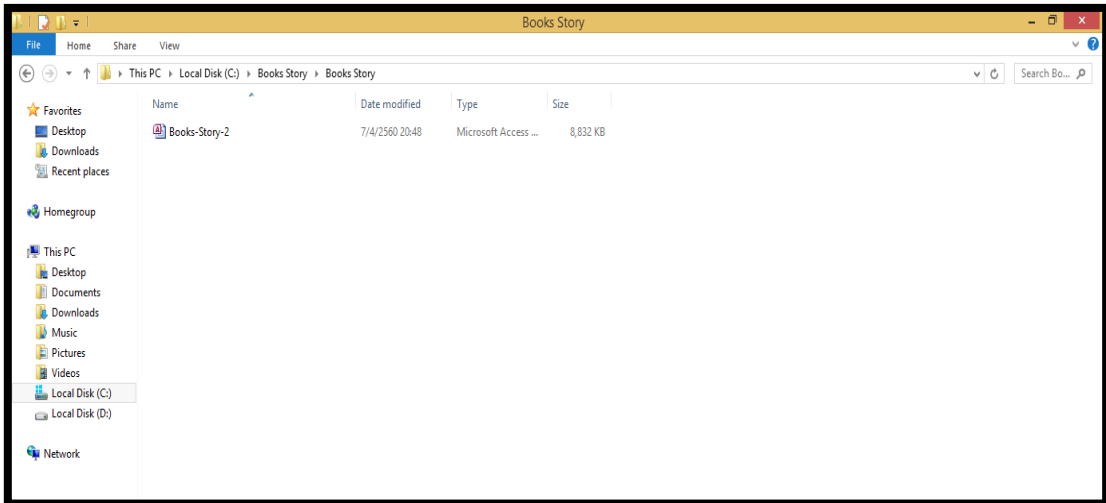 Books Story
File Home Share View
This PC Local Disk (C:) Books Story Books Story
Search Bo...
Name Date modified Type Size
Books-Story-2 7/4/2560 20:48 Microsoft Access ... 8,832 KB
Favorites
Desktop
Downloads
Recent places
Homegroup
This PC
Desktop
Documents
Downloads
Music
Pictures
Videos
Local Disk (C:)
Local Disk (D:)
Network